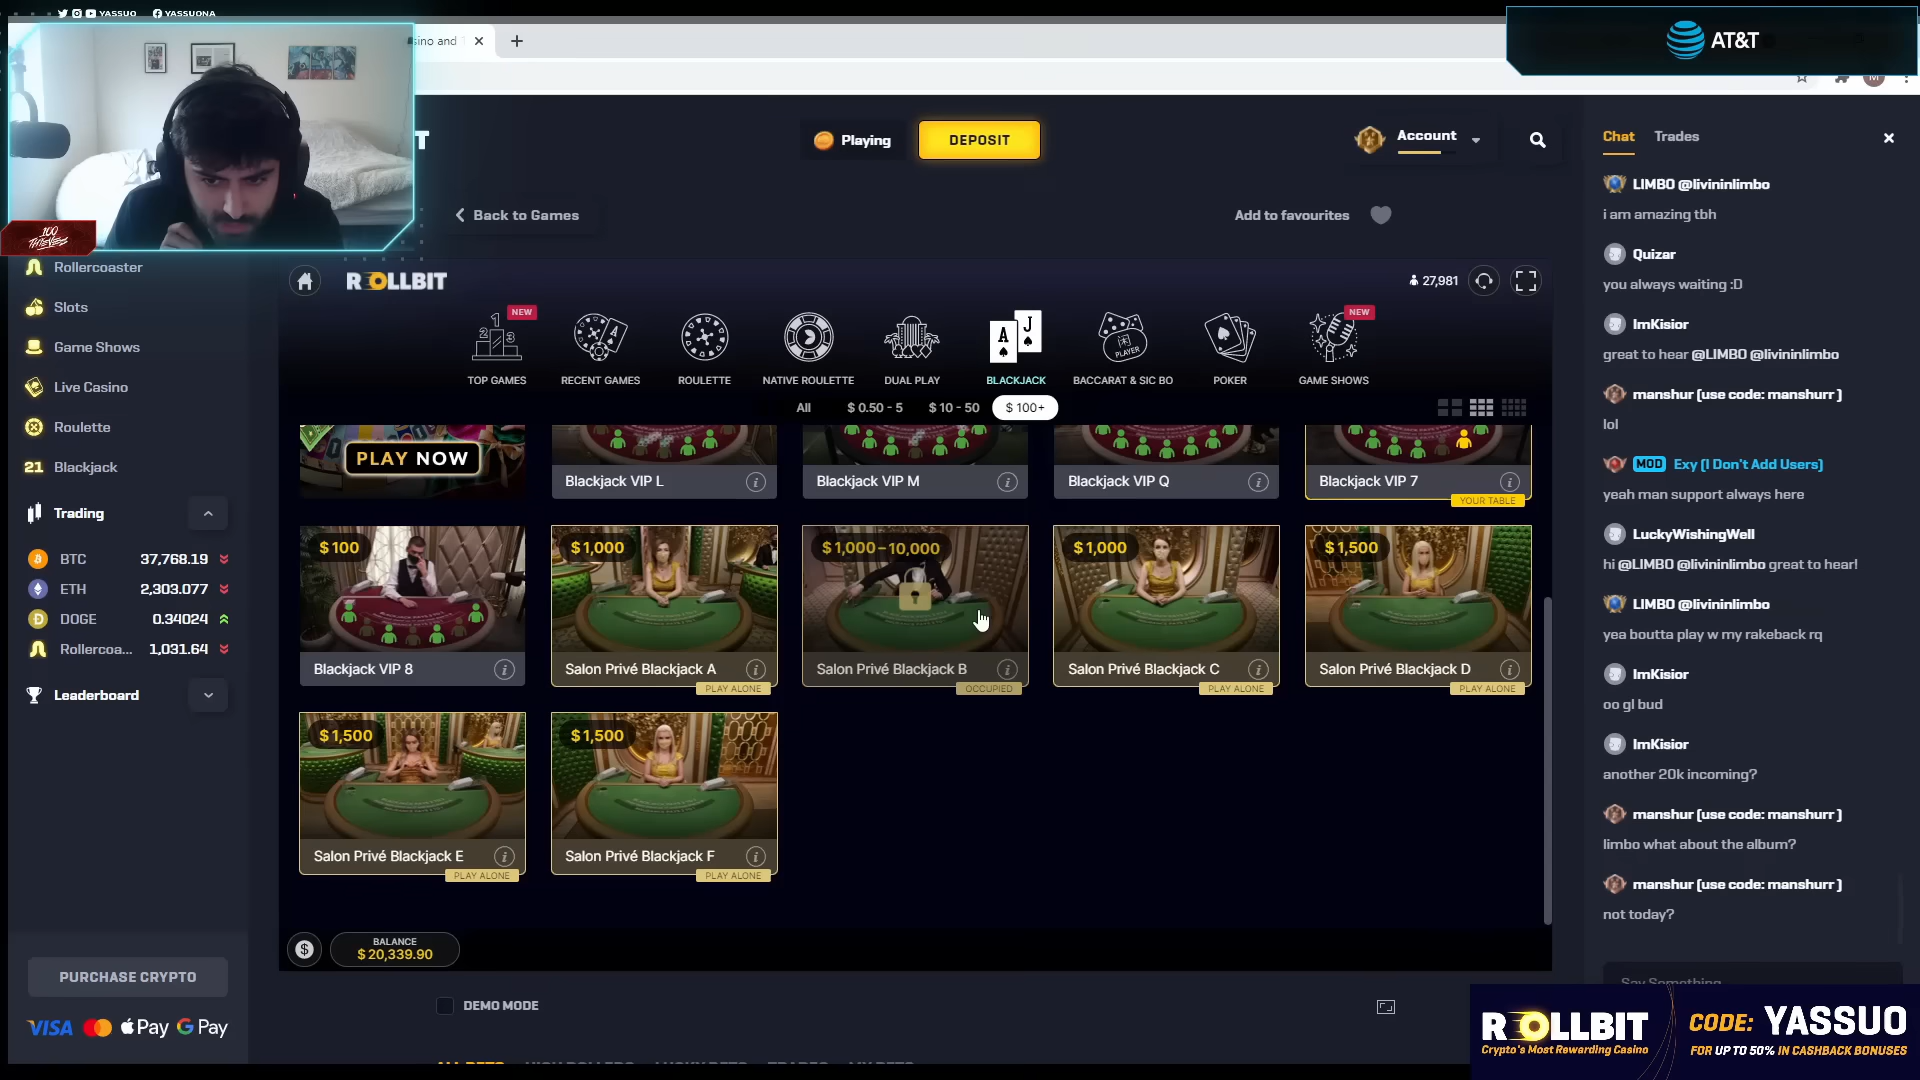 YASSUO
YASSUONA
AT&T
sino and
100
THIEVES
Playing
DEPOSIT
Account
Back to Games
Add to favourites
Rollercoaster
Slots
Game Shows
Live Casino
Roulette
21 Blackjack
Trading
BTC 37,768.19
ETH 2,303.077
DOGE 0.34024
Rollercoa... 1,031.64
Leaderboard
PURCHASE CRYPTO
VISA
Pay
G Pay
ROLLBIT
27,981
NEW
NEW
TOP GAMES
RECENT GAMES
ROULETTE
NATIVE ROULETTE
DUAL PLAY
BLACKJACK
BACCARAT & SIC BO
POKER
GAME SHOWS
All
$ 0.50 - 5
$ 10 - 50
$ 100+
PLAY NOW
Blackjack VIP L
Blackjack VIP M
Blackjack VIP Q
Blackjack VIP 7
YOUR TABLE
$100
Blackjack VIP 8
$1,000
Salon Privé Blackjack A
PLAY ALONE
$1,000–10,000
Salon Privé Blackjack B
OCCUPIED
$1,000
Salon Privé Blackjack C
PLAY ALONE
$1,500
Salon Privé Blackjack D
PLAY ALONE
$1,500
Salon Privé Blackjack E
PLAY ALONE
$1,500
Salon Privé Blackjack F
PLAY ALONE
BALANCE
$ 20,339.90
DEMO MODE
Chat
Trades
LIMBO @livininlimbo
i am amazing tbh
Quizar
you always waiting :D
ImKisior
great to hear @LIMBO @livininlimbo
manshur (use code: manshurr )
lol
MOD Exy (I Don't Add Users)
yeah man support always here
LuckyWishingWell
hi @LIMBO @livininlimbo great to hear!
LIMBO @livininlimbo
yea boutta play w my rakeback rq
ImKisior
oo gl bud
ImKisior
another 20k incoming?
manshur (use code: manshurr )
limbo what about the album?
manshur (use code: manshurr )
not today?
Say Something
ROLLBIT
Crypto's Most Rewarding Casino
CODE: YASSUO
FOR UP TO 50% IN CASHBACK BONUSES